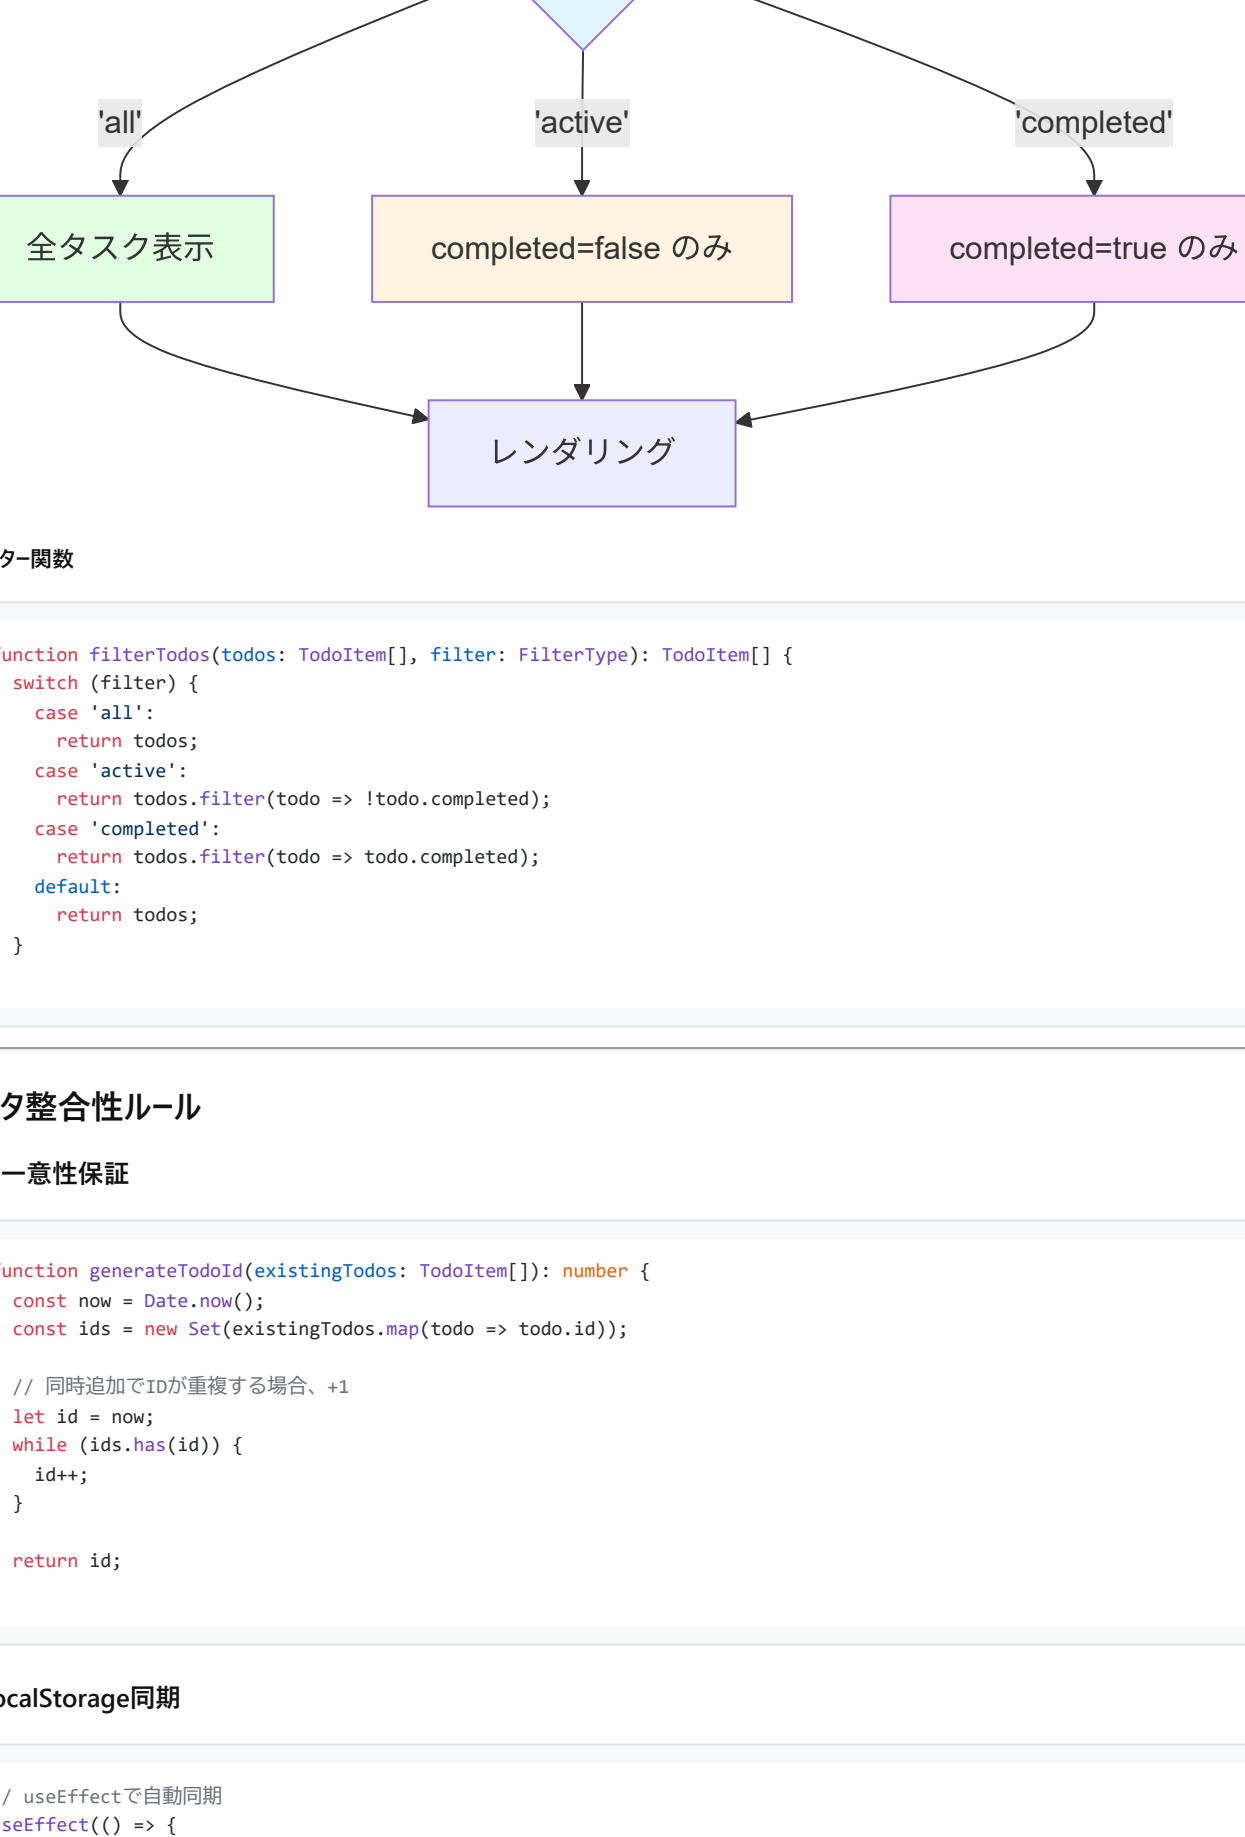 'all' 'active' 'completed'
全タスク表示 completed=false のみ completed=true のみ
レンダリング
ター関数
unction filterTodos(todos: TodoItem[], filter: FilterType): TodoItem[] {
switch (filter) {
case 'all':
return todos;
case 'active':
return todos.filter(todo => !todo.completed);
case 'completed':
return todos.filter(todo => todo.completed);
default:
return todos;
}
タ整合性ルール
一意性保証
unction generateTodoId(existingTodos: TodoItem[]): number {
const now = Date.now();
const ids = new Set(existingTodos.map(todo => todo.id));
// 同時追加でIDが重複する場合、+1
let id = now;
while (ids.has(id)) {
id++;
}
return id;
ocalStorage同期
/ useEffectで自動同期
seEffect(() => {